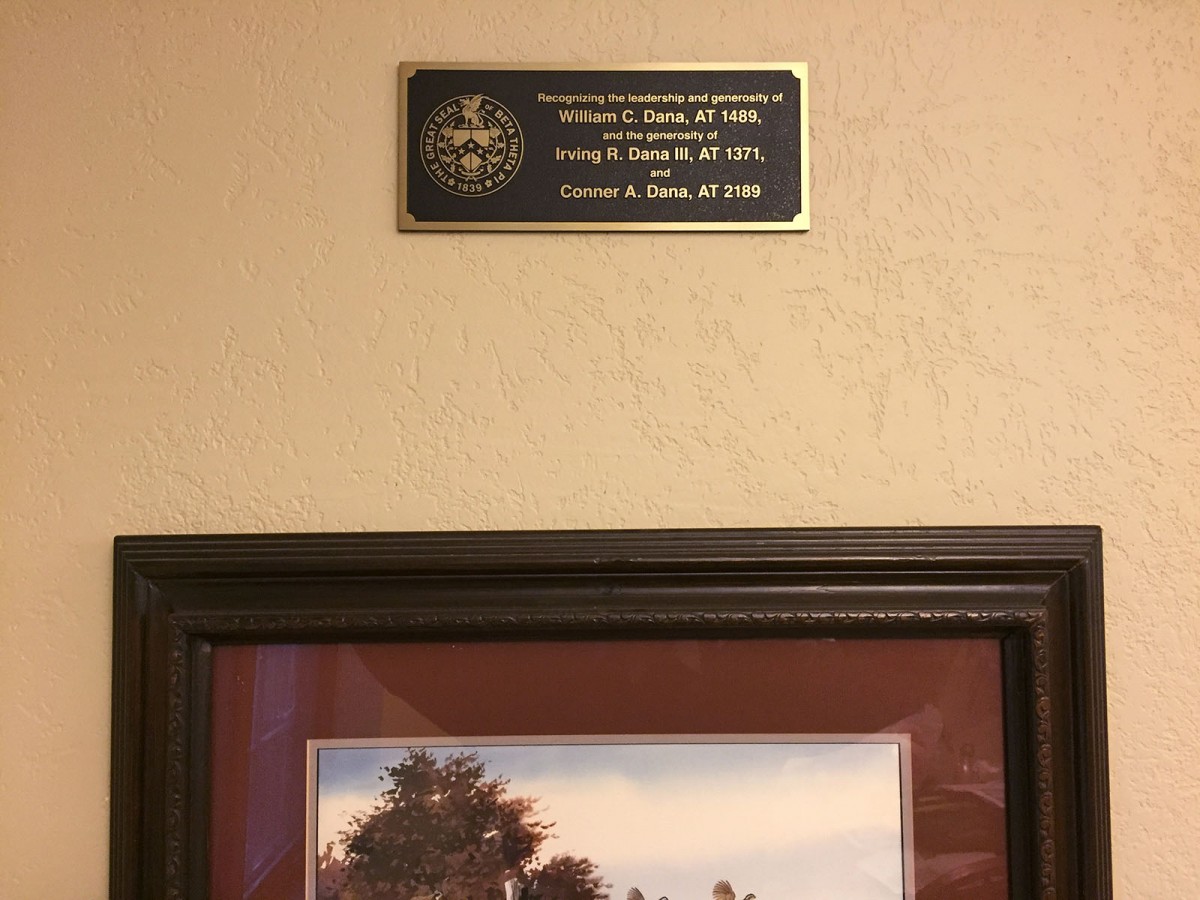 THE GREAT SEAL OF BETA THETA PI
1839
Recognizing the leadership and generosity of
William C. Dana, AT 1489,
and the generosity of
Irving R. Dana III, AT 1371,
and
Conner A. Dana, AT 2189